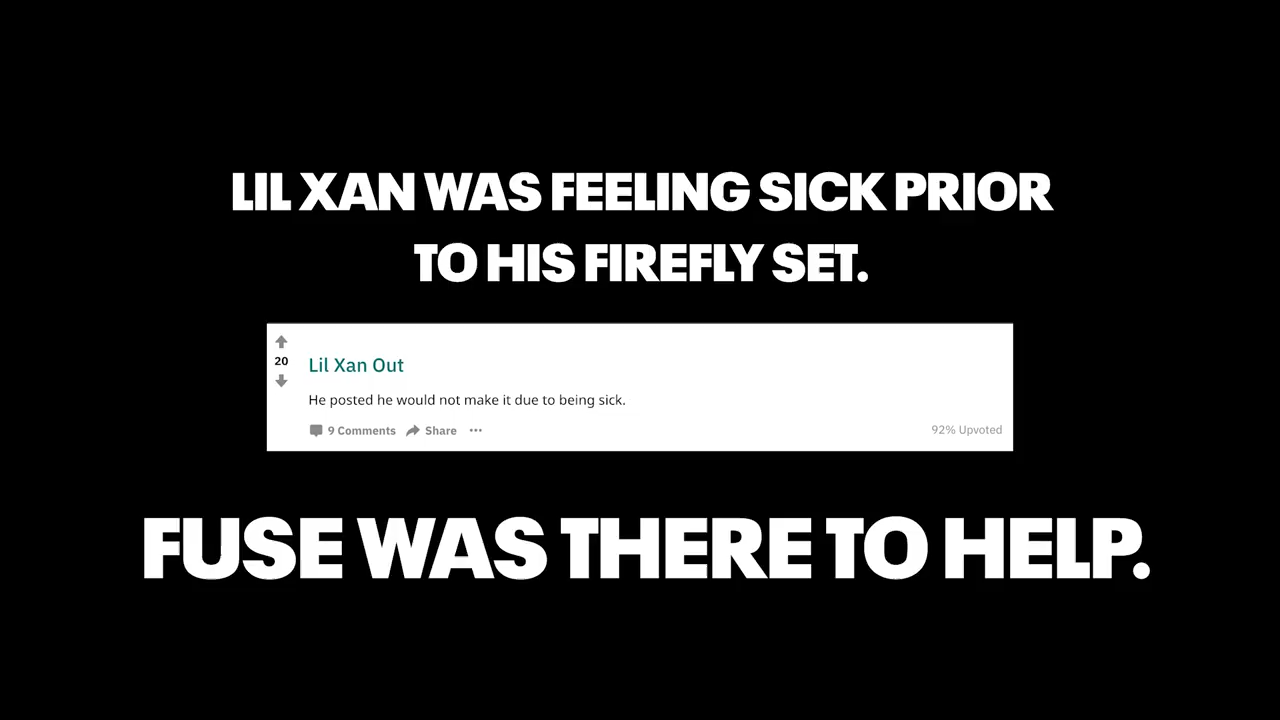 LIL XAN WAS FEELING SICK PRIOR
TO HIS FIREFLY SET.
20
Lil Xan Out
He posted he would not make it due to being sick.
9 Comments Share ••• 92% Upvoted
FUSE WAS THERE TO HELP.